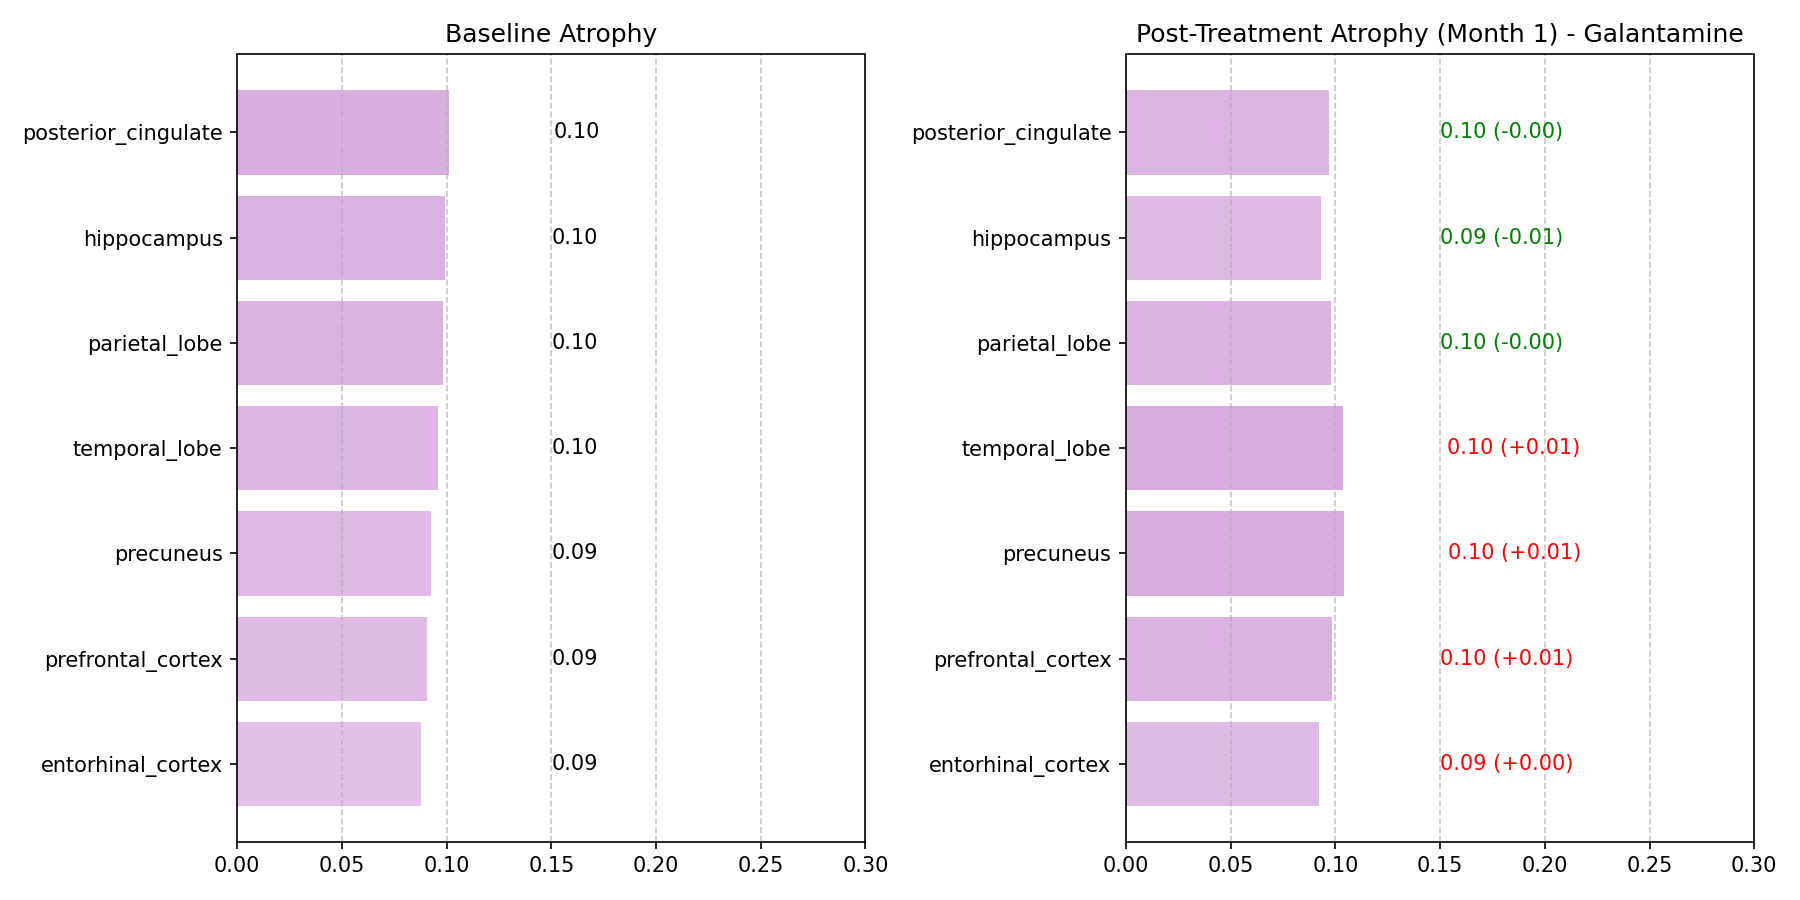 Baseline Atrophy
posterior_cingulate 0.10
hippocampus 0.10
parietal_lobe 0.10
temporal_lobe 0.10
precuneus 0.09
prefrontal_cortex 0.09
entorhinal_cortex 0.09
0.00 0.05 0.10 0.15 0.20 0.25 0.30
Post-Treatment Atrophy (Month 1) - Galantamine
posterior_cingulate 0.10 (-0.00)
hippocampus 0.09 (-0.01)
parietal_lobe 0.10 (-0.00)
temporal_lobe 0.10 (+0.01)
precuneus 0.10 (+0.01)
prefrontal_cortex 0.10 (+0.01)
entorhinal_cortex 0.09 (+0.00)
0.00 0.05 0.10 0.15 0.20 0.25 0.30